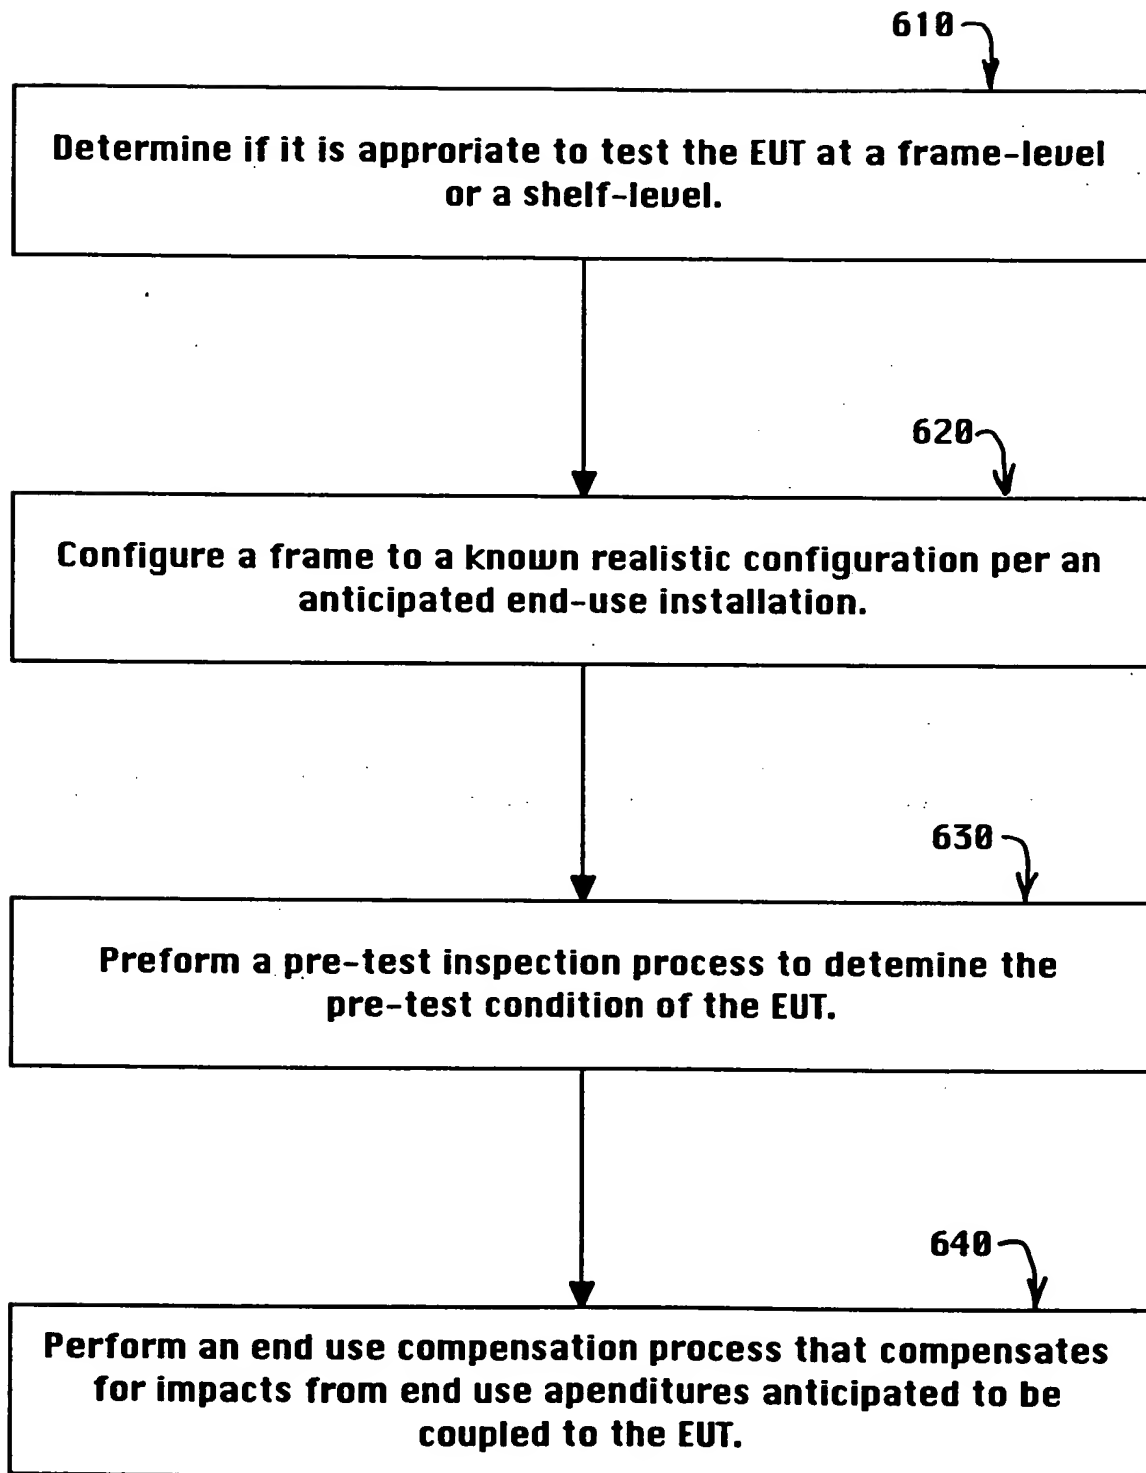 610
Determine if it is approriate to test the EUT at a frame-level
or a shelf-level.
620
Configure a frame to a known realistic configuration per an
anticipated end-use installation.
630
Preform a pre-test inspection process to detemine the
pre-test condition of the EUT.
640
Perform an end use compensation process that compensates
for impacts from end use apenditures anticipated to be
coupled to the EUT.